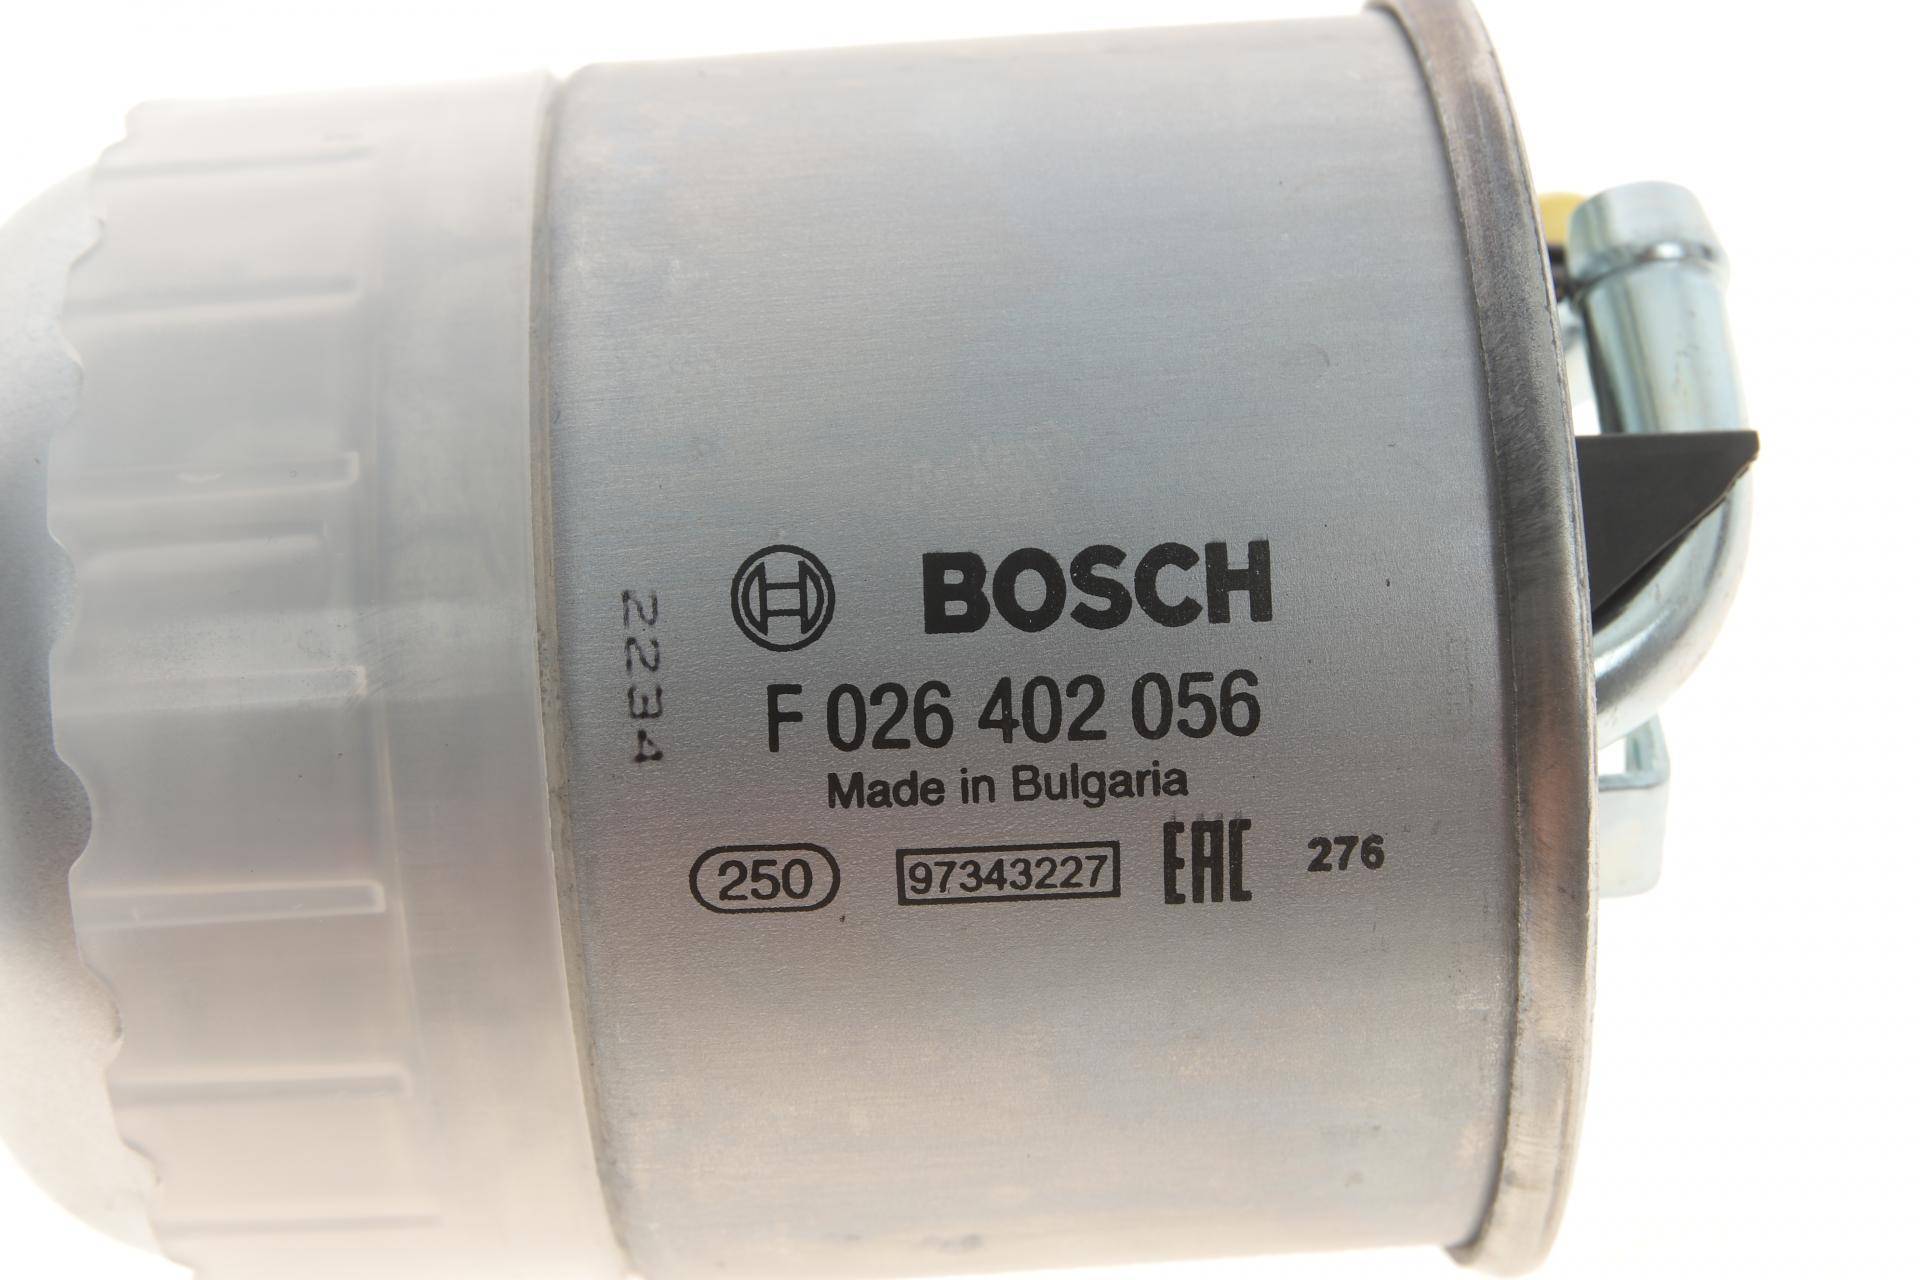 BOSCH
F 026 402 056
Made in Bulgaria
250 97343227 EAC 276
2234